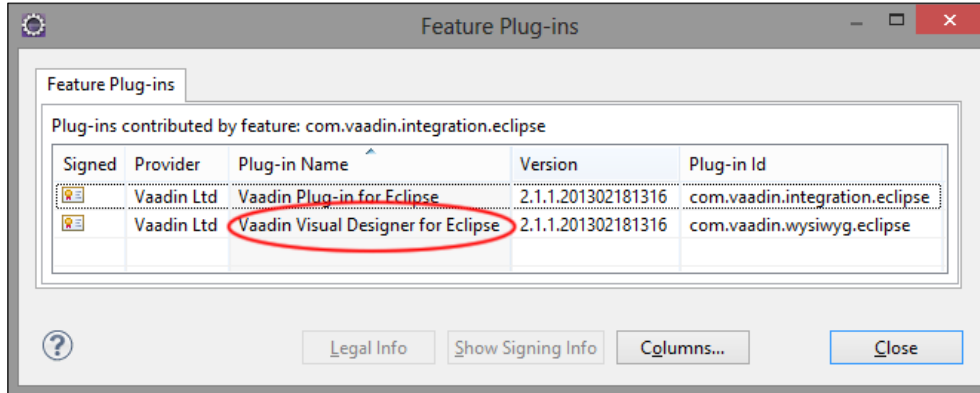 Feature Plug-ins
Feature Plug-ins
Plug-ins contributed by feature: com.vaadin.integration.eclipse
Signed Provider Plug-in Name Version Plug-in Id
Vaadin Ltd Vaadin Plug-in for Eclipse 2.1.1.201302181316 com.vaadin.integration.eclipse
Vaadin Ltd Vaadin Visual Designer for Eclipse 2.1.1.201302181316 com.vaadin.wysiwyg.eclipse
Legal Info Show Signing Info Columns... Close